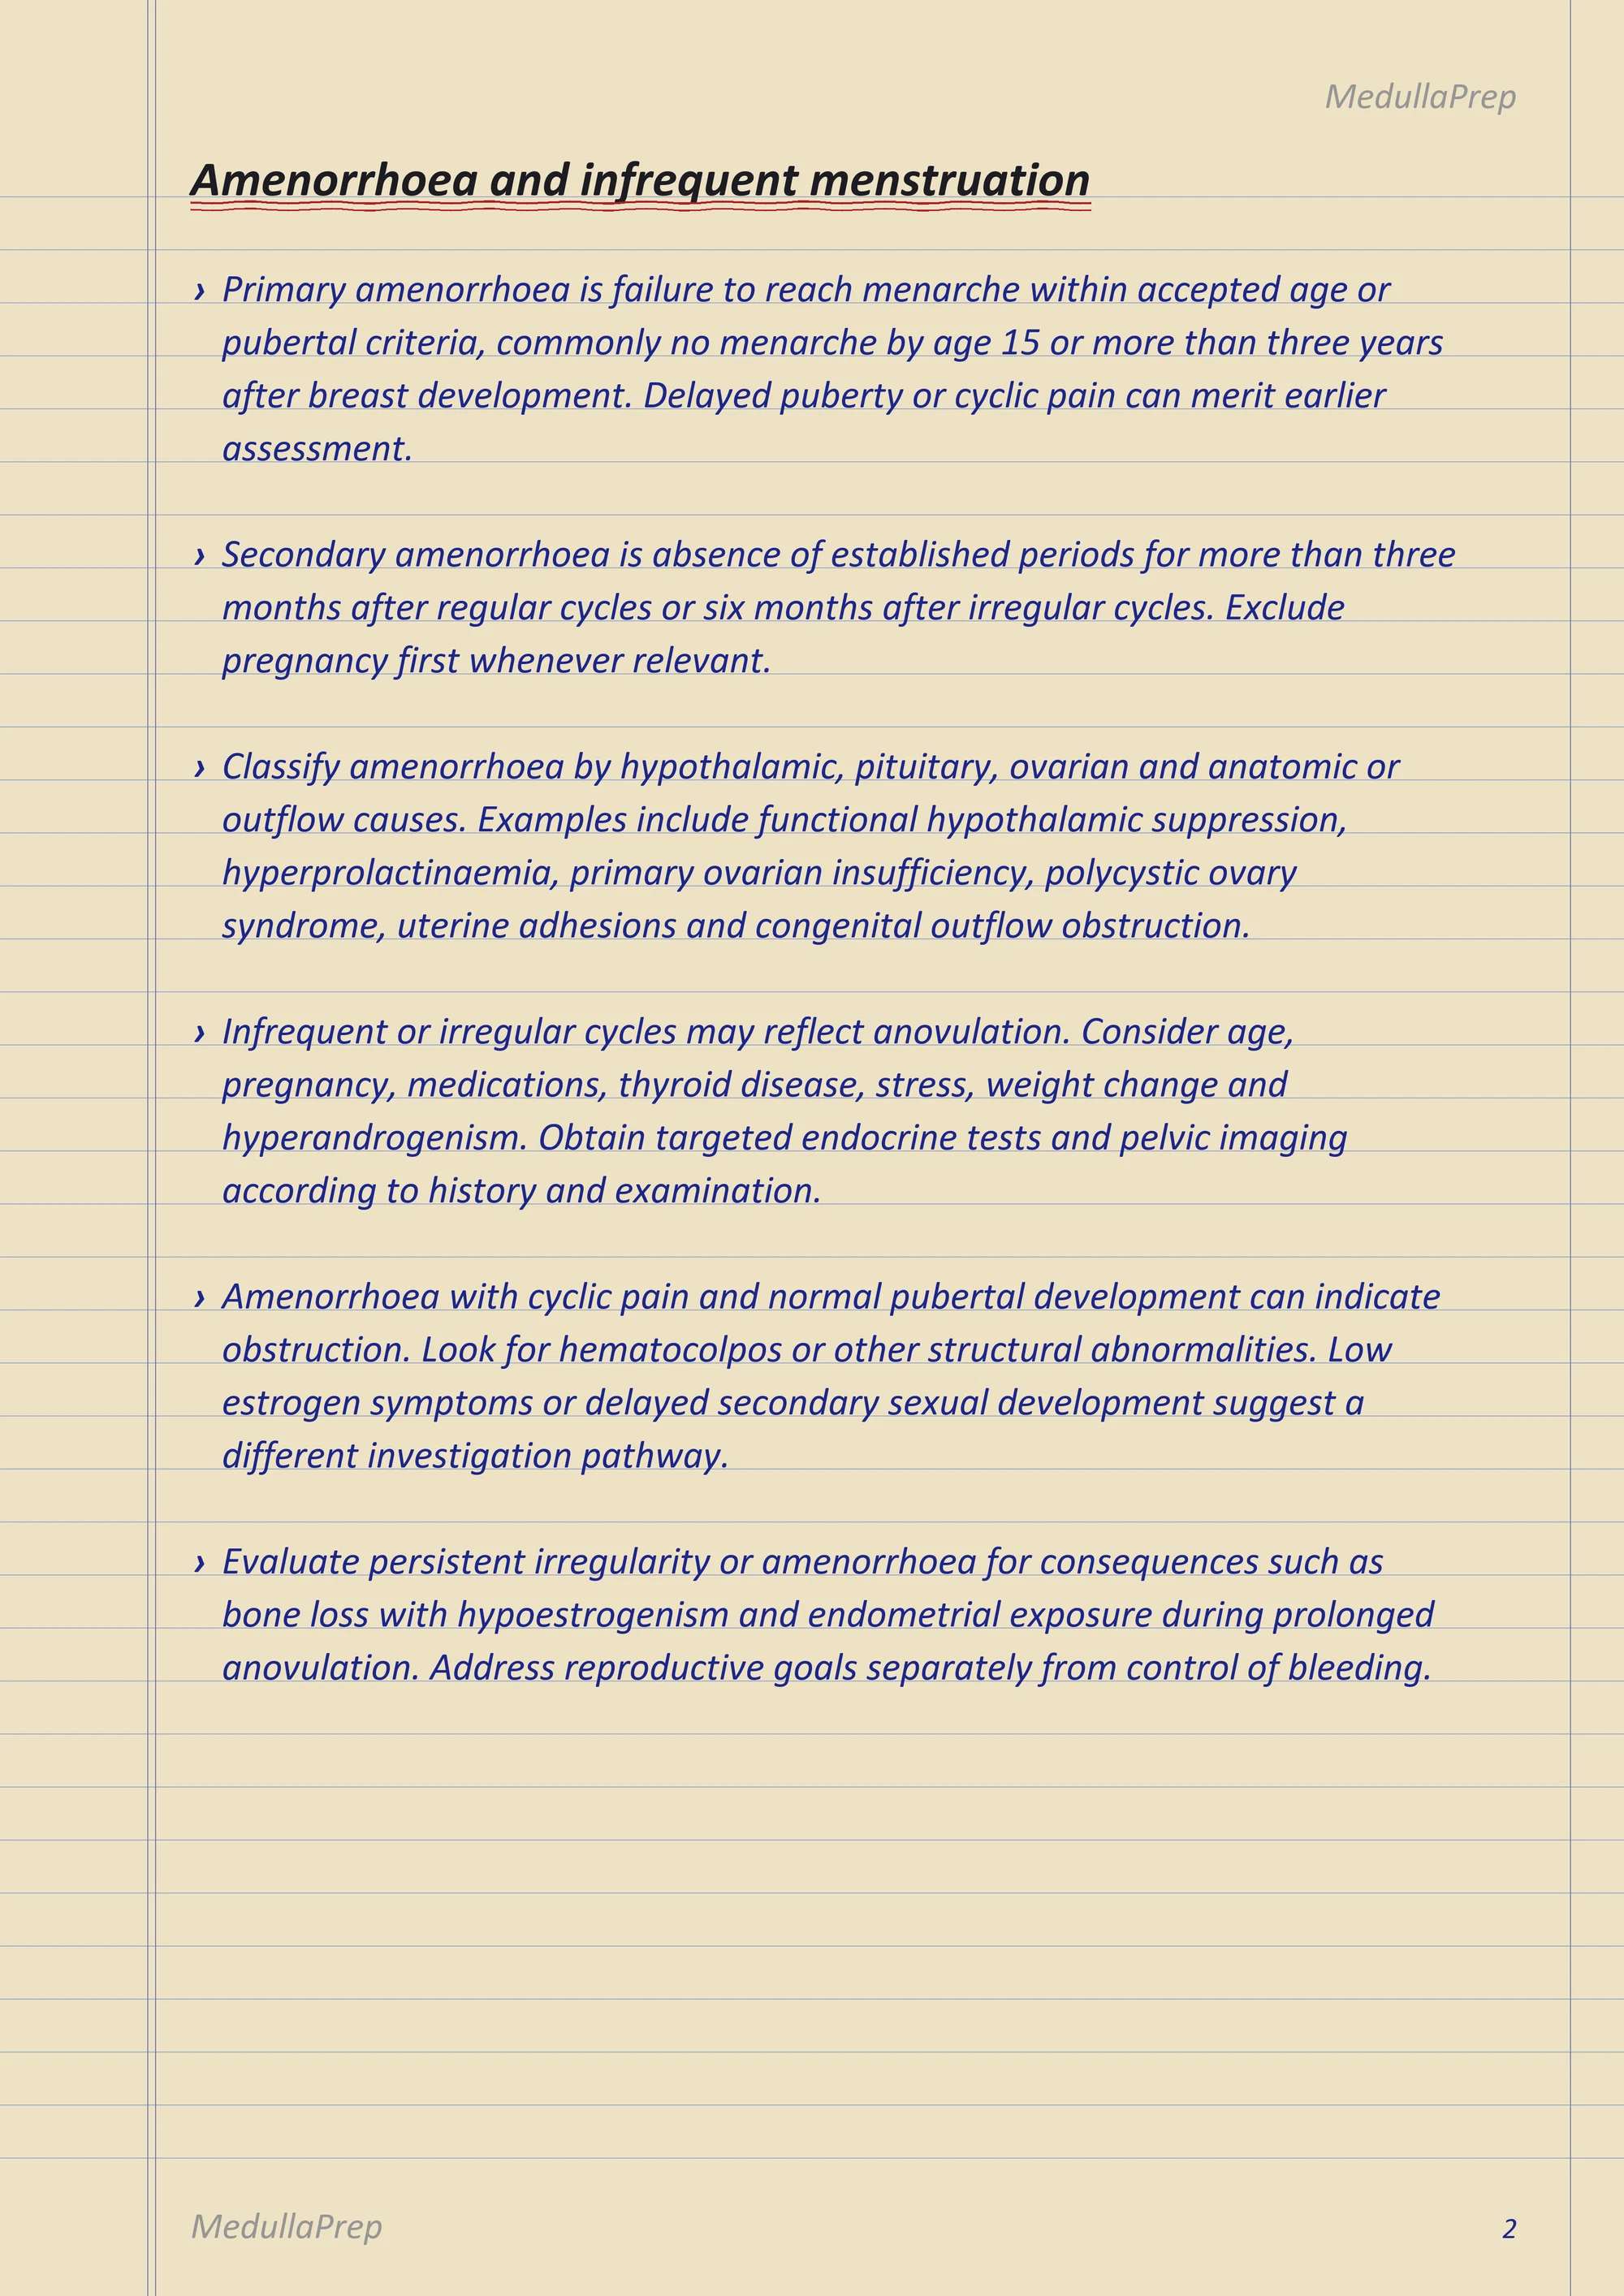 MedullaPrep
Amenorrhoea and infrequent menstruation
› Primary amenorrhoea is failure to reach menarche within accepted age or
pubertal criteria, commonly no menarche by age 15 or more than three years
after breast development. Delayed puberty or cyclic pain can merit earlier
assessment.
› Secondary amenorrhoea is absence of established periods for more than three
months after regular cycles or six months after irregular cycles. Exclude
pregnancy first whenever relevant.
› Classify amenorrhoea by hypothalamic, pituitary, ovarian and anatomic or
outflow causes. Examples include functional hypothalamic suppression,
hyperprolactinaemia, primary ovarian insufficiency, polycystic ovary
syndrome, uterine adhesions and congenital outflow obstruction.
› Infrequent or irregular cycles may reflect anovulation. Consider age,
pregnancy, medications, thyroid disease, stress, weight change and
hyperandrogenism. Obtain targeted endocrine tests and pelvic imaging
according to history and examination.
› Amenorrhoea with cyclic pain and normal pubertal development can indicate
obstruction. Look for hematocolpos or other structural abnormalities. Low
estrogen symptoms or delayed secondary sexual development suggest a
different investigation pathway.
› Evaluate persistent irregularity or amenorrhoea for consequences such as
bone loss with hypoestrogenism and endometrial exposure during prolonged
anovulation. Address reproductive goals separately from control of bleeding.
MedullaPrep
2